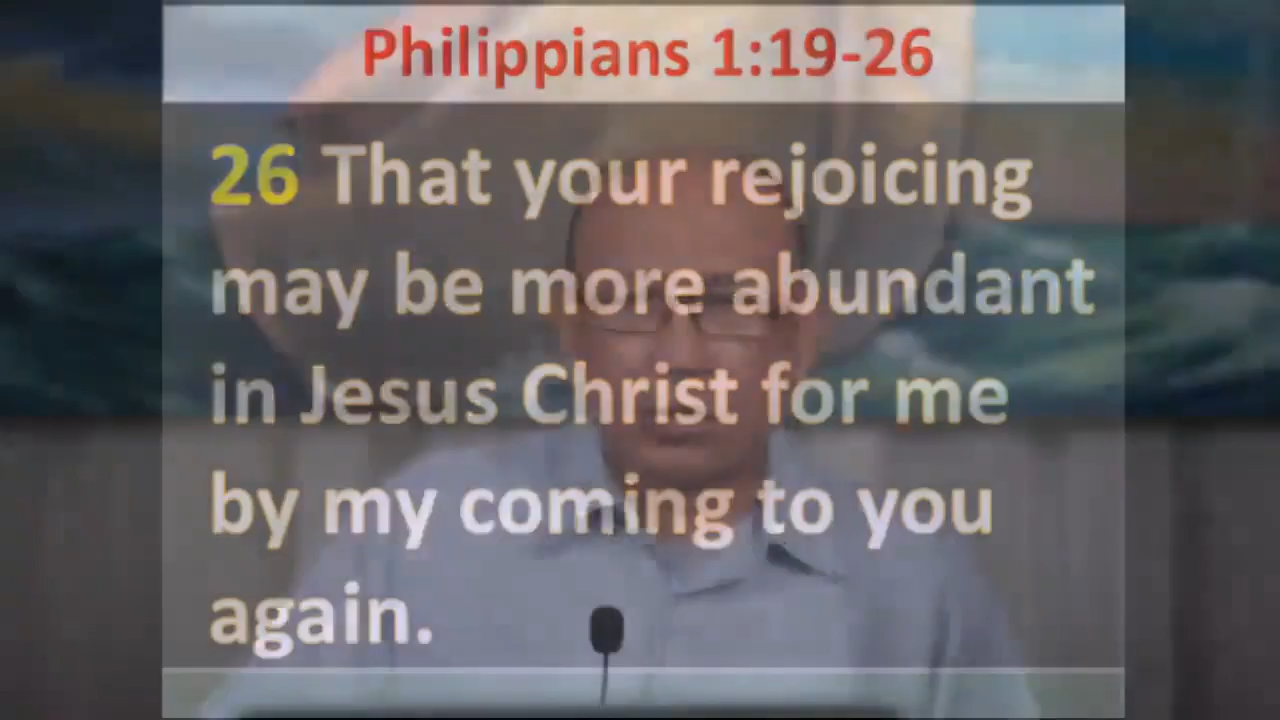 Philippians 1:19-26
26 That your rejoicing
may be more abundant
in Jesus Christ for me
by my coming to you
again.